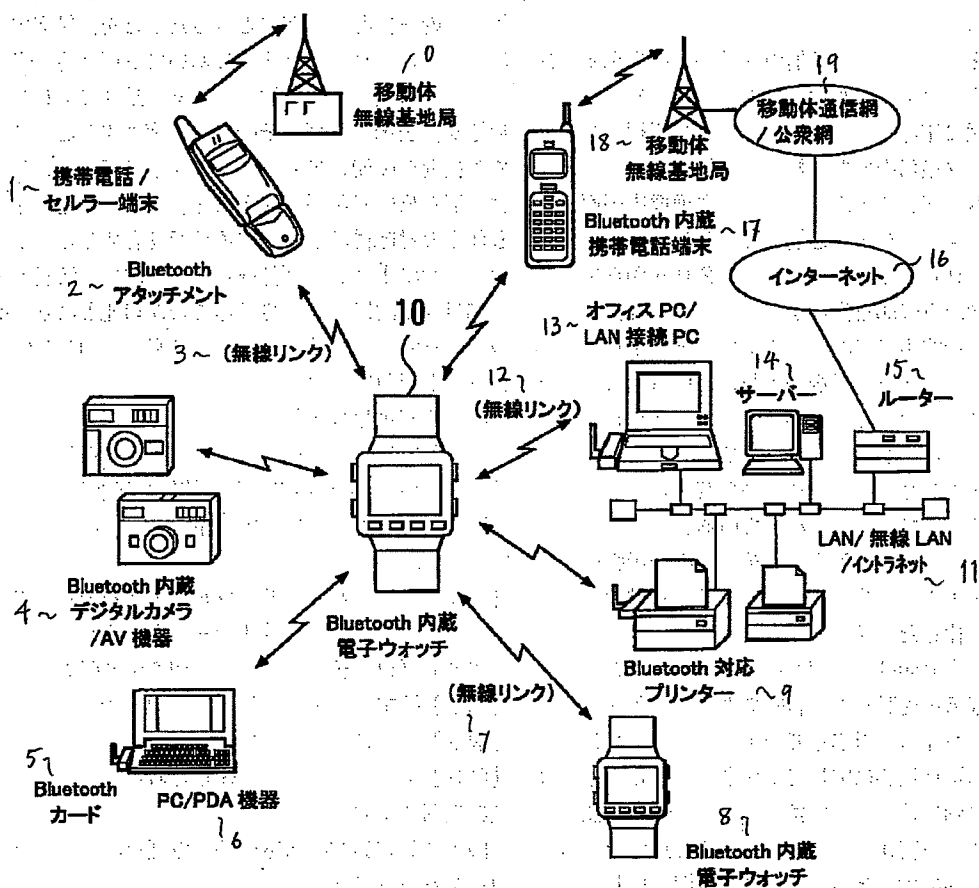 0
移動体
無線基地局
1~ 携帯電話 /
セルラー端末
Bluetooth
2~ アタッチメント
3~ (無線リンク)
10
19
移動体通信網
/ 公衆網
18~ 移動体
無線基地局
Bluetooth 内蔵
携帯電話端末 ~17
インターネット 16
13~ オフィス PC/
LAN 接続 PC
12
(無線リンク)
14
サーバー
15
ルーター
LAN/ 無線 LAN
/イントラネット ~ 11
Bluetooth 内蔵
4~ デジタルカメラ
/AV 機器
Bluetooth 内蔵
電子ウォッチ
Bluetooth 対応
プリンター ~9
(無線リンク)
7
5
Bluetooth
カード
PC/PDA 機器
6
8
Bluetooth 内蔵
電子ウォッチ